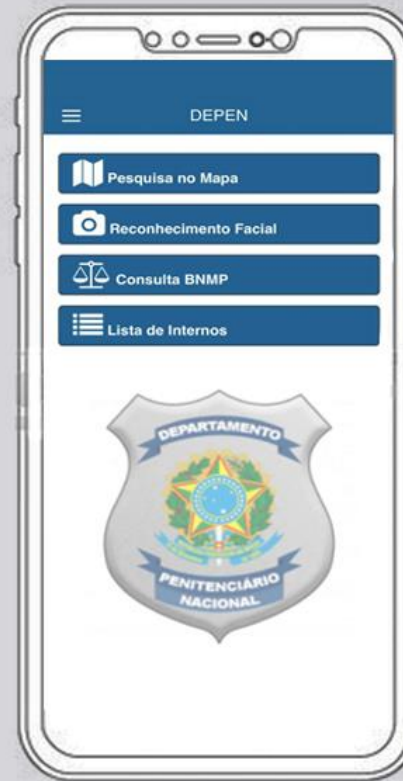 DEPEN
Pesquisa no Mapa
Reconhecimento Facial
Consulta BNMP
Lista de Internos
DEPARTAMENTO
PENITENCIÁRIO
NACIONAL